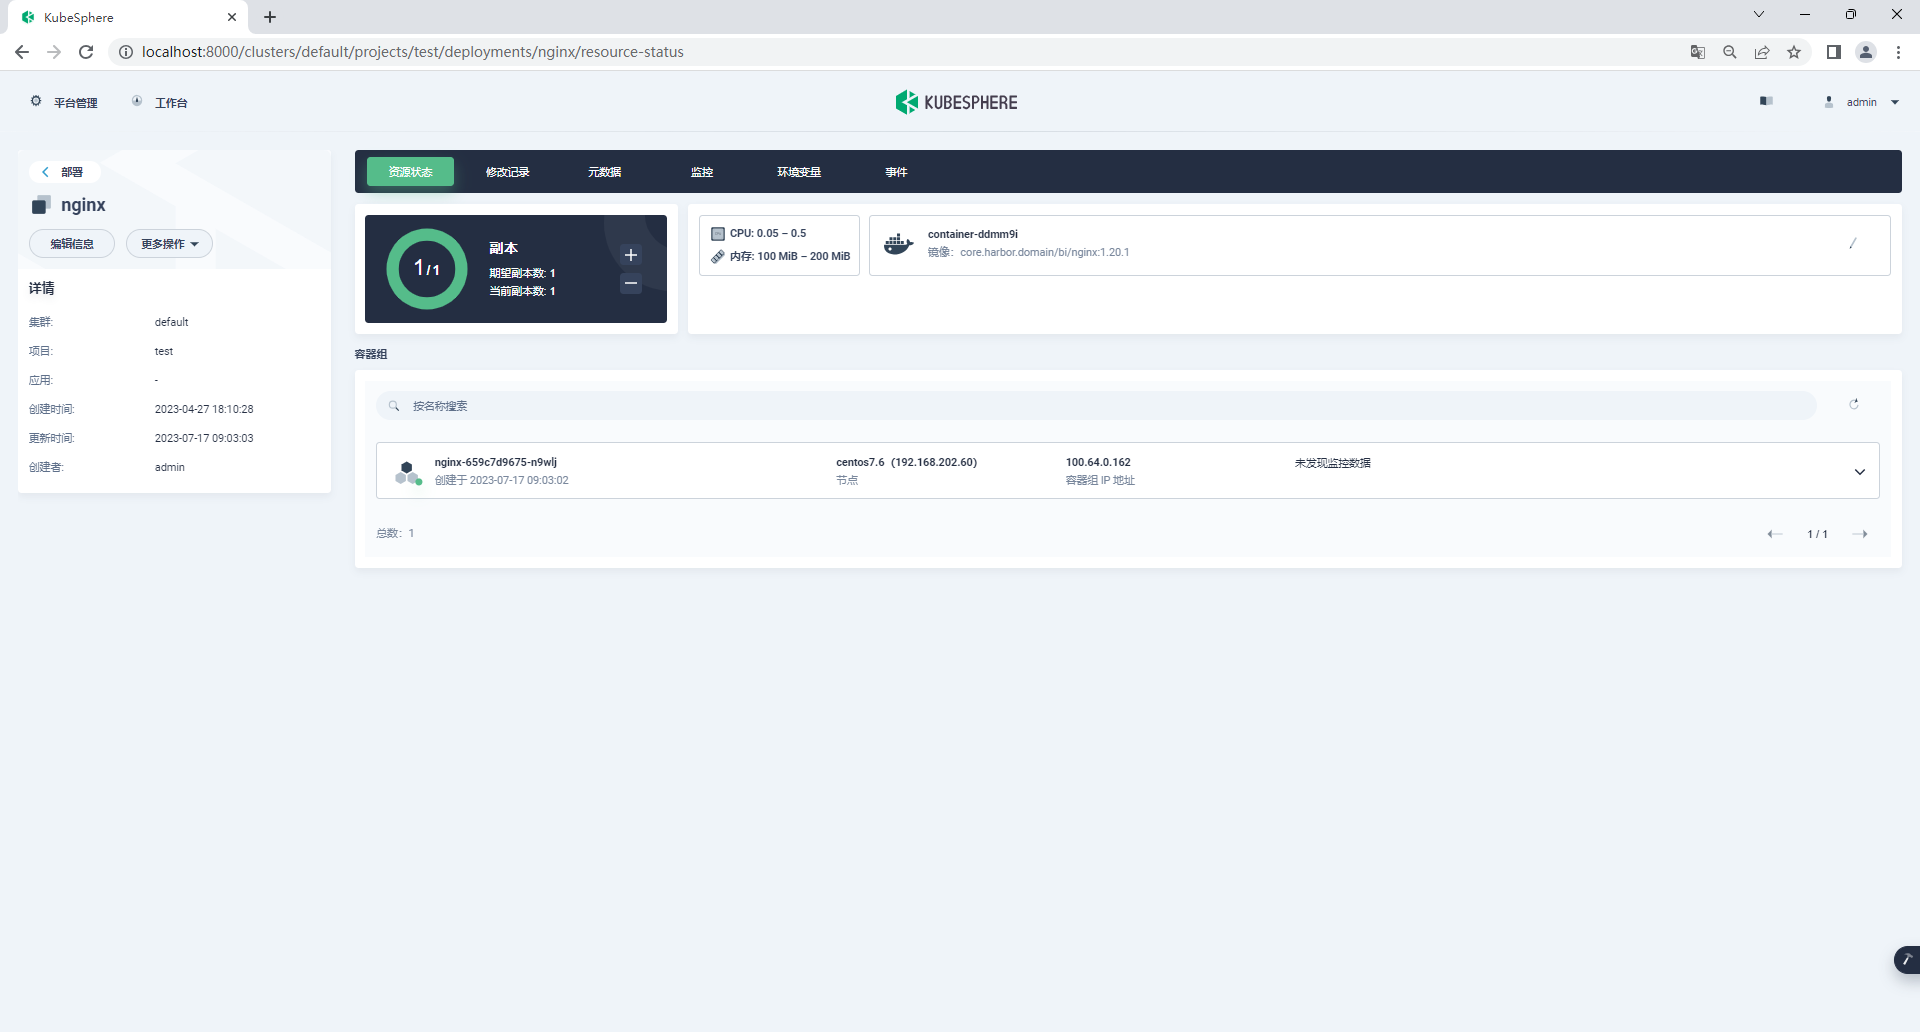 KubeSphere
localhost:8000/clusters/default/projects/test/deployments/nginx/resource-status
平台管理 工作台
KUBESPHERE
admin
部署
nginx
编辑信息 更多操作
详情
集群: default
项目: test
应用: -
创建时间: 2023-04-27 18:10:28
更新时间: 2023-07-17 09:03:03
创建者: admin
资源状态 修改记录 元数据 监控 环境变量 事件
1/1
副本
期望副本数: 1
当前副本数: 1
CPU: 0.05 – 0.5
内存: 100 MiB – 200 MiB
container-ddmm9i
镜像: core.harbor.domain/bi/nginx:1.20.1
容器组
按名称搜索
nginx-659c7d9675-n9wlj
创建于 2023-07-17 09:03:02
centos7.6（192.168.202.60）
节点
100.64.0.162
容器组 IP 地址
未发现监控数据
总数: 1
1 / 1